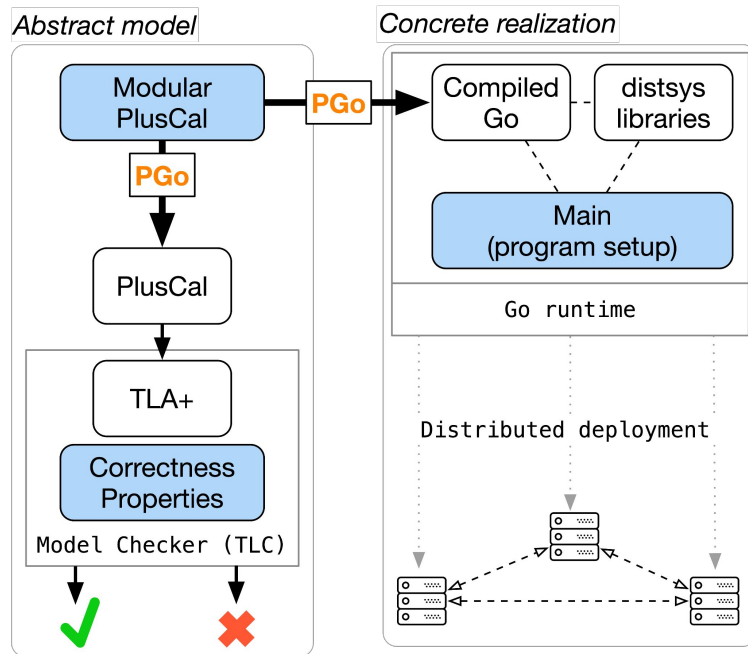 Abstract model
Concrete realization
Modular
PlusCal
PGo
Compiled
Go
distsys
libraries
PGo
Main
(program setup)
PlusCal
Go runtime
TLA+
Distributed deployment
Correctness
Properties
Model Checker (TLC)